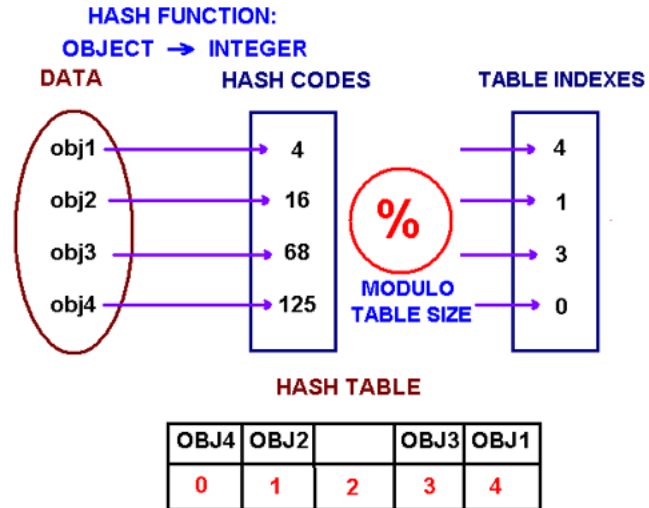 HASH FUNCTION:
OBJECT → INTEGER
DATA HASH CODES TABLE INDEXES
obj1 4 4
obj2 16 % 1
obj3 68 3
obj4 125 0
MODULO
TABLE SIZE
HASH TABLE
OBJ4 OBJ2 OBJ3 OBJ1
0 1 2 3 4